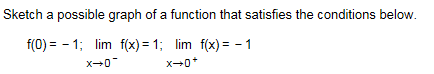 Sketch a possible graph of a function that satisfies the conditions below.
f(0) = − 1; lim f(x) = 1; lim f(x) = − 1
x→0⁻ x→0⁺